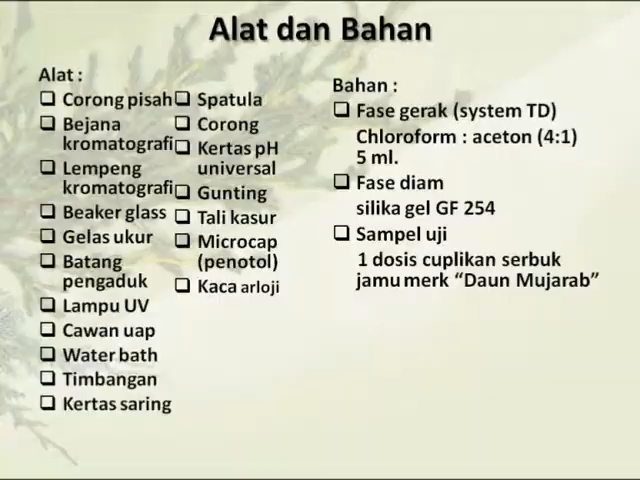 Alat dan Bahan
Alat :
Corong pisah
Bejana
kromatografi
Lempeng
kromatografi
Beaker glass
Gelas ukur
Batang
pengaduk
Lampu UV
Cawan uap
Water bath
Timbangan
Kertas saring
Spatula
Corong
Kertas pH
universal
Gunting
Tali kasur
Microcap
(penotol)
Kaca arloji
Bahan :
Fase gerak (system TD)
Chloroform : aceton (4:1)
5 ml.
Fase diam
silika gel GF 254
Sampel uji
1 dosis cuplikan serbuk
jamu merk “Daun Mujarab”